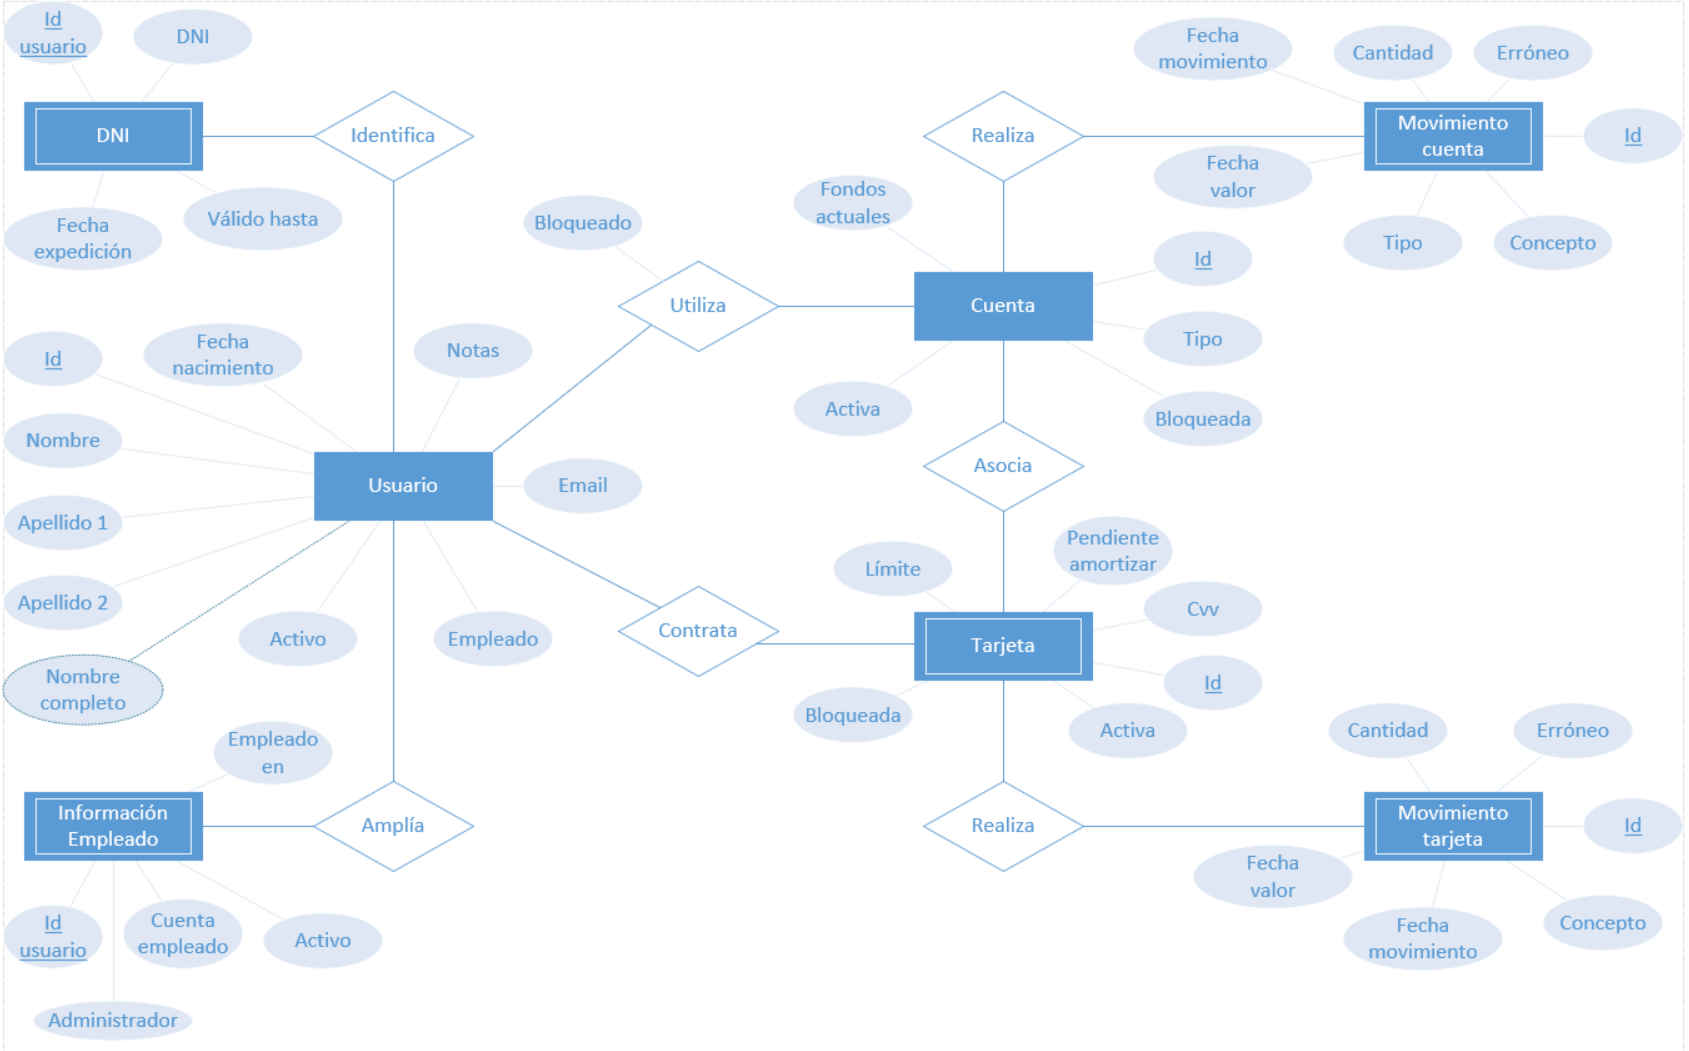 Id
usuario
DNI
DNI
Identifica
Fecha
expedición
Válido hasta
Fecha
movimiento
Cantidad
Erróneo
Realiza
Movimiento
cuenta
Id
Fecha
valor
Tipo
Concepto
Bloqueado
Fondos
actuales
Utiliza
Cuenta
Id
Tipo
Activa
Bloqueada
Id
Fecha
nacimiento
Notas
Nombre
Apellido 1
Apellido 2
Usuario
Email
Activo
Empleado
Nombre
completo
Asocia
Límite
Pendiente
amortizar
Cvv
Contrata
Tarjeta
Id
Bloqueada
Activa
Empleado
en
Información
Empleado
Amplía
Id
usuario
Cuenta
empleado
Activo
Administrador
Realiza
Cantidad
Erróneo
Movimiento
tarjeta
Id
Fecha
valor
Fecha
movimiento
Concepto